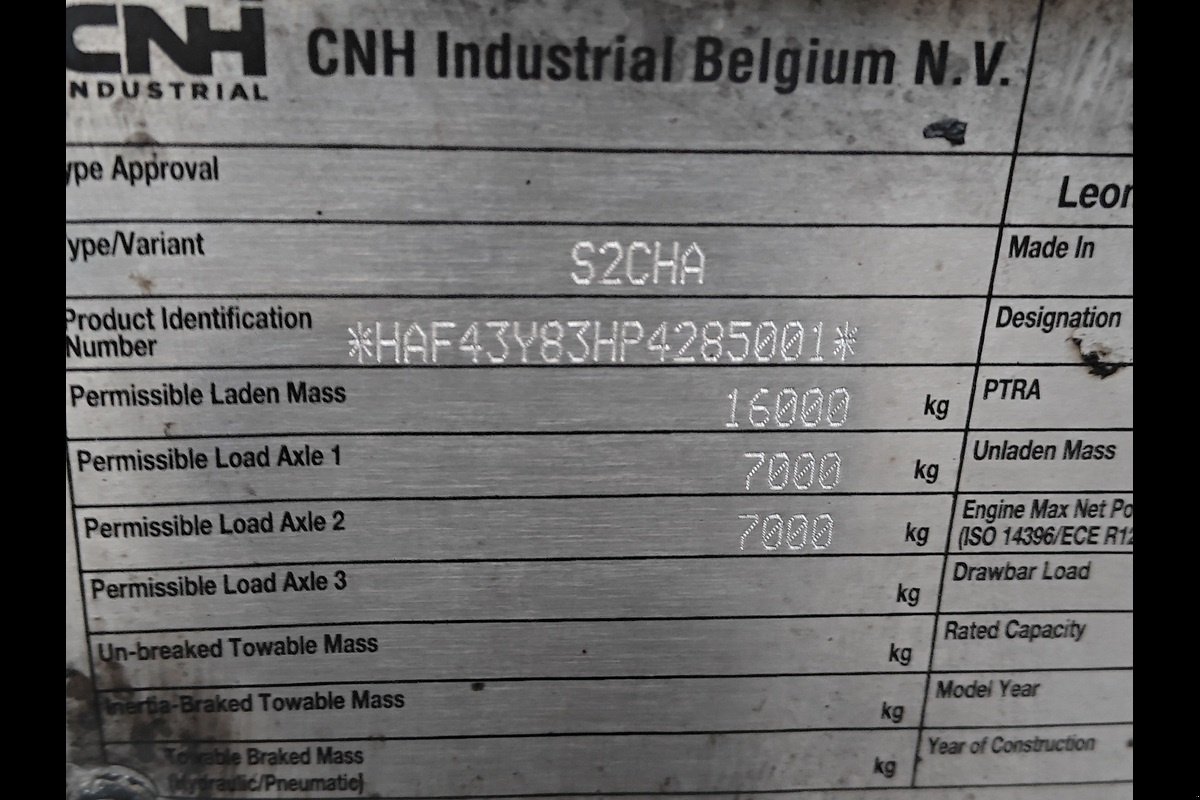 CNH
INDUSTRIAL
CNH Industrial Belgium N.V.
ype Approval
Leon
ype/Variant S2CHA Made In
Product Identification
Number *HAF43Y83HP4285001* Designation
Permissible Laden Mass 16000 kg PTRA
Permissible Load Axle 1 7000 kg Unladen Mass
Permissible Load Axle 2 7000 kg Engine Max Net Po
(ISO 14396/ECE R12
Permissible Load Axle 3 kg Drawbar Load
Un-breaked Towable Mass kg Rated Capacity
Inertia-Braked Towable Mass kg Model Year
Towable Braked Mass
(Hydraulic/Pneumatic) kg Year of Construction